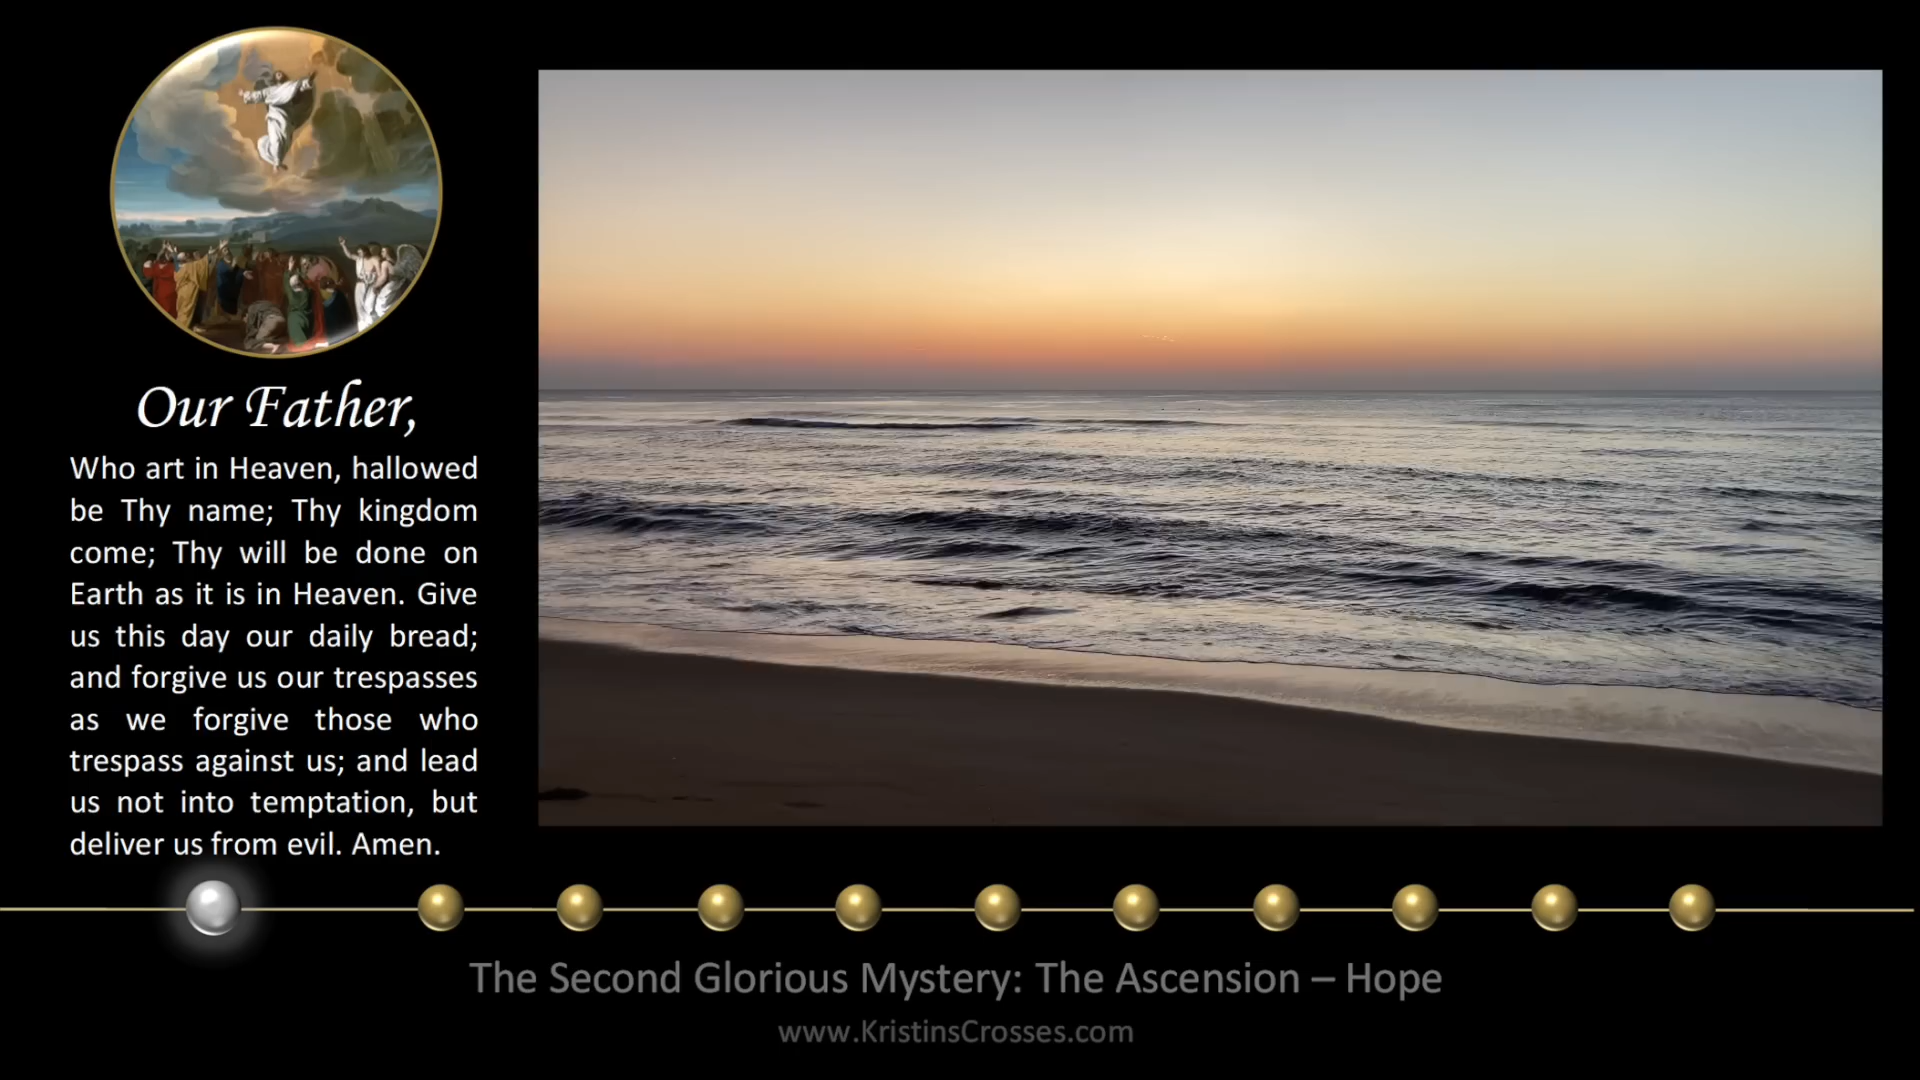 Our Father,
Who art in Heaven, hallowed
be Thy name; Thy kingdom
come; Thy will be done on
Earth as it is in Heaven. Give
us this day our daily bread;
and forgive us our trespasses
as we forgive those who
trespass against us; and lead
us not into temptation, but
deliver us from evil. Amen.
The Second Glorious Mystery: The Ascension – Hope
www.KristinsCrosses.com